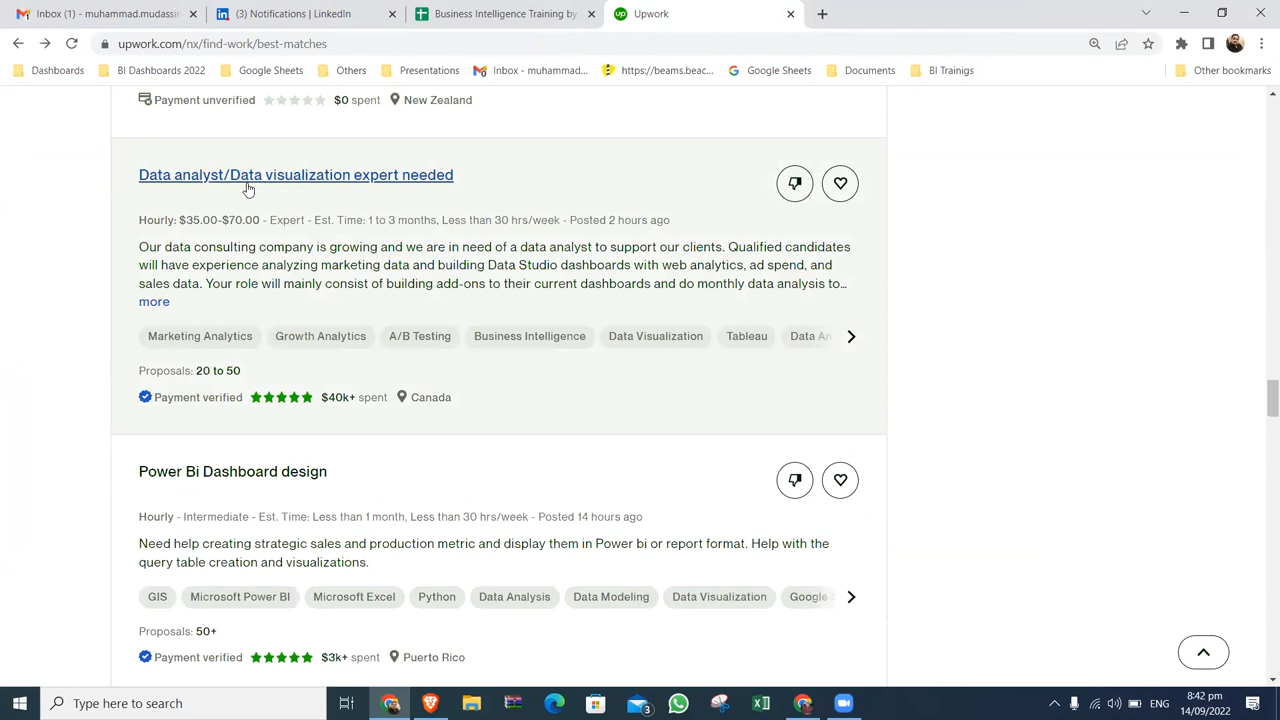 Inbox (1) - muhammad.mudassir
(3) Notifications | LinkedIn
Business Intelligence Training by
Upwork
upwork.com/nx/find-work/best-matches
Dashboards
BI Dashboards 2022
Google Sheets
Others
Presentations
Inbox - muhammad...
https://beams.beac...
Google Sheets
Documents
BI Trainigs
Other bookmarks
Payment unverified $0 spent New Zealand
Data analyst/Data visualization expert needed
Hourly: $35.00-$70.00 - Expert - Est. Time: 1 to 3 months, Less than 30 hrs/week - Posted 2 hours ago
Our data consulting company is growing and we are in need of a data analyst to support our clients. Qualified candidates
will have experience analyzing marketing data and building Data Studio dashboards with web analytics, ad spend, and
sales data. Your role will mainly consist of building add-ons to their current dashboards and do monthly data analysis to...
more
Marketing Analytics Growth Analytics A/B Testing Business Intelligence Data Visualization Tableau Data An
Proposals: 20 to 50
Payment verified $40k+ spent Canada
Power Bi Dashboard design
Hourly - Intermediate - Est. Time: Less than 1 month, Less than 30 hrs/week - Posted 14 hours ago
Need help creating strategic sales and production metric and display them in Power bi or report format. Help with the
query table creation and visualizations.
GIS Microsoft Power BI Microsoft Excel Python Data Analysis Data Modeling Data Visualization Google
Proposals: 50+
Payment verified $3k+ spent Puerto Rico
Type here to search
3
ENG
8:42 pm
14/09/2022